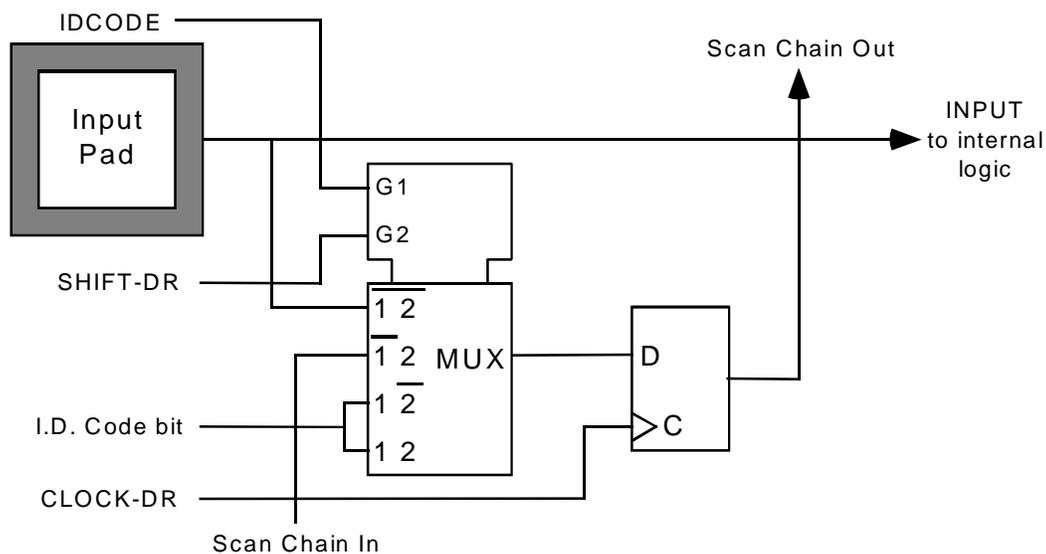 IDCODE
Scan Chain Out
Input
Pad
INPUT
to internal
logic
G1
G2
SHIFT-DR
1 2
1 2
MUX
D
1 2
I.D. Code bit
C
1 2
CLOCK-DR
Scan Chain In